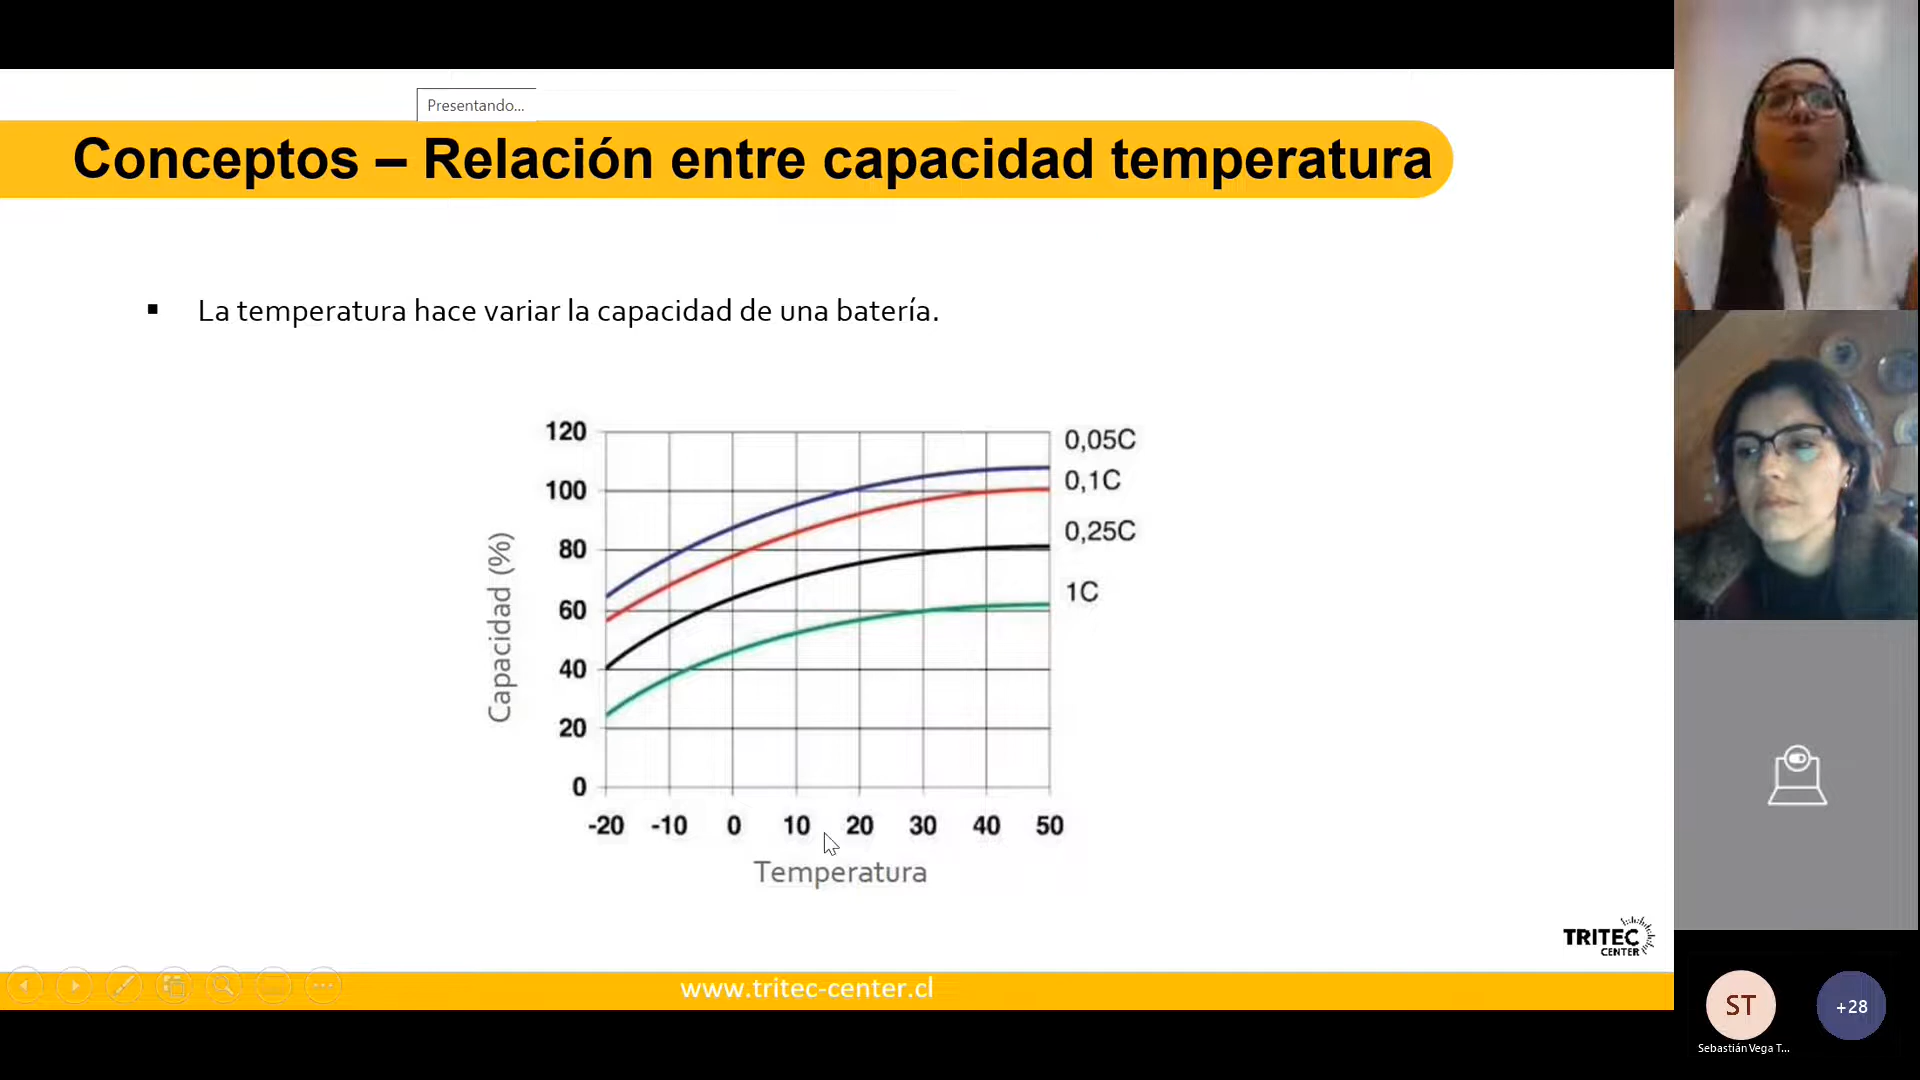 Presentando...
Conceptos – Relación entre capacidad temperatura
▪ La temperatura hace variar la capacidad de una batería.
120
100
80
60
40
20
0
Capacidad (%)
0,05C
0,1C
0,25C
1C
-20 -10 0 10 20 30 40 50
Temperatura
TRITEC
CENTER
www.tritec-center.cl
ST
+28
Sebastián Vega T...